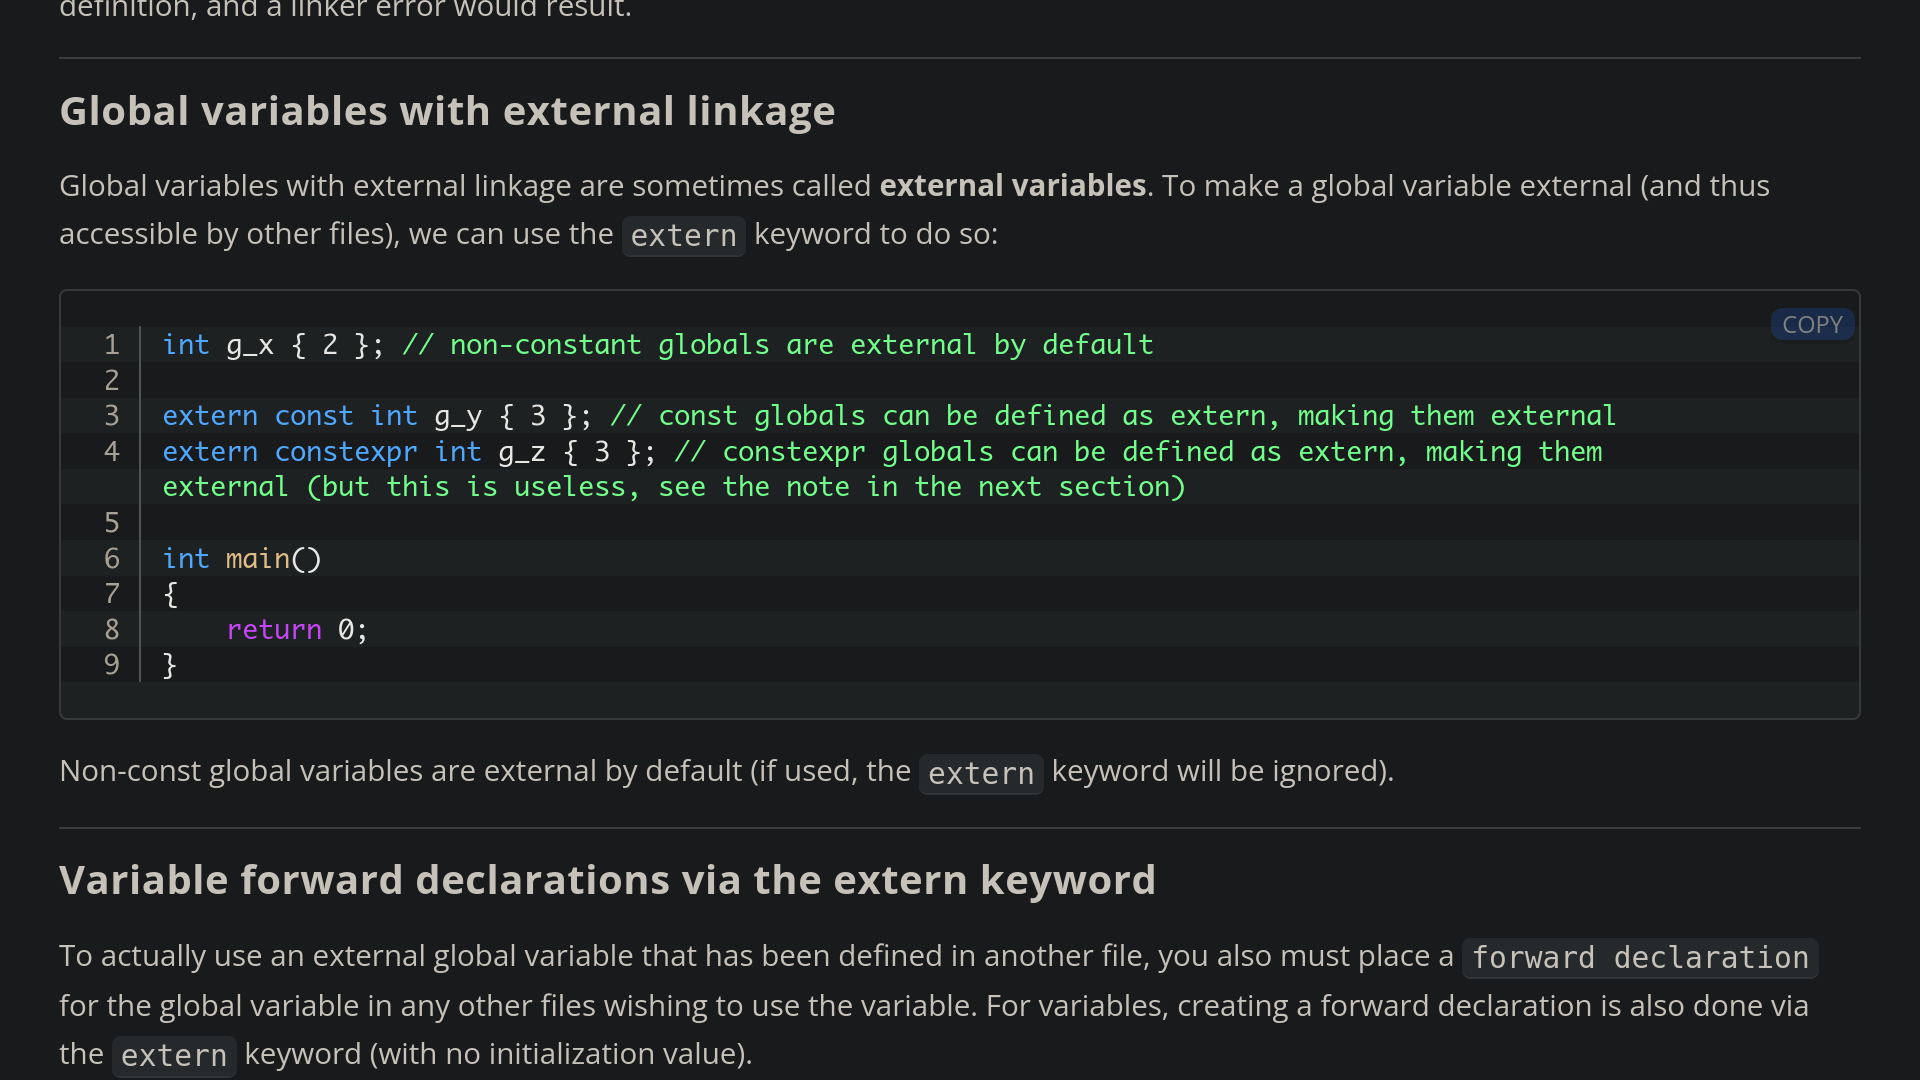 definition, and a linker error would result.
Global variables with external linkage
Global variables with external linkage are sometimes called external variables. To make a global variable external (and thus
accessible by other files), we can use the extern keyword to do so:
COPY
1 int g_x { 2 }; // non-constant globals are external by default
2
3 extern const int g_y { 3 }; // const globals can be defined as extern, making them external
4 extern constexpr int g_z { 3 }; // constexpr globals can be defined as extern, making them
external (but this is useless, see the note in the next section)
5
6 int main()
7 {
8     return 0;
9 }
Non-const global variables are external by default (if used, the extern keyword will be ignored).
Variable forward declarations via the extern keyword
To actually use an external global variable that has been defined in another file, you also must place a forward declaration
for the global variable in any other files wishing to use the variable. For variables, creating a forward declaration is also done via
the extern keyword (with no initialization value).